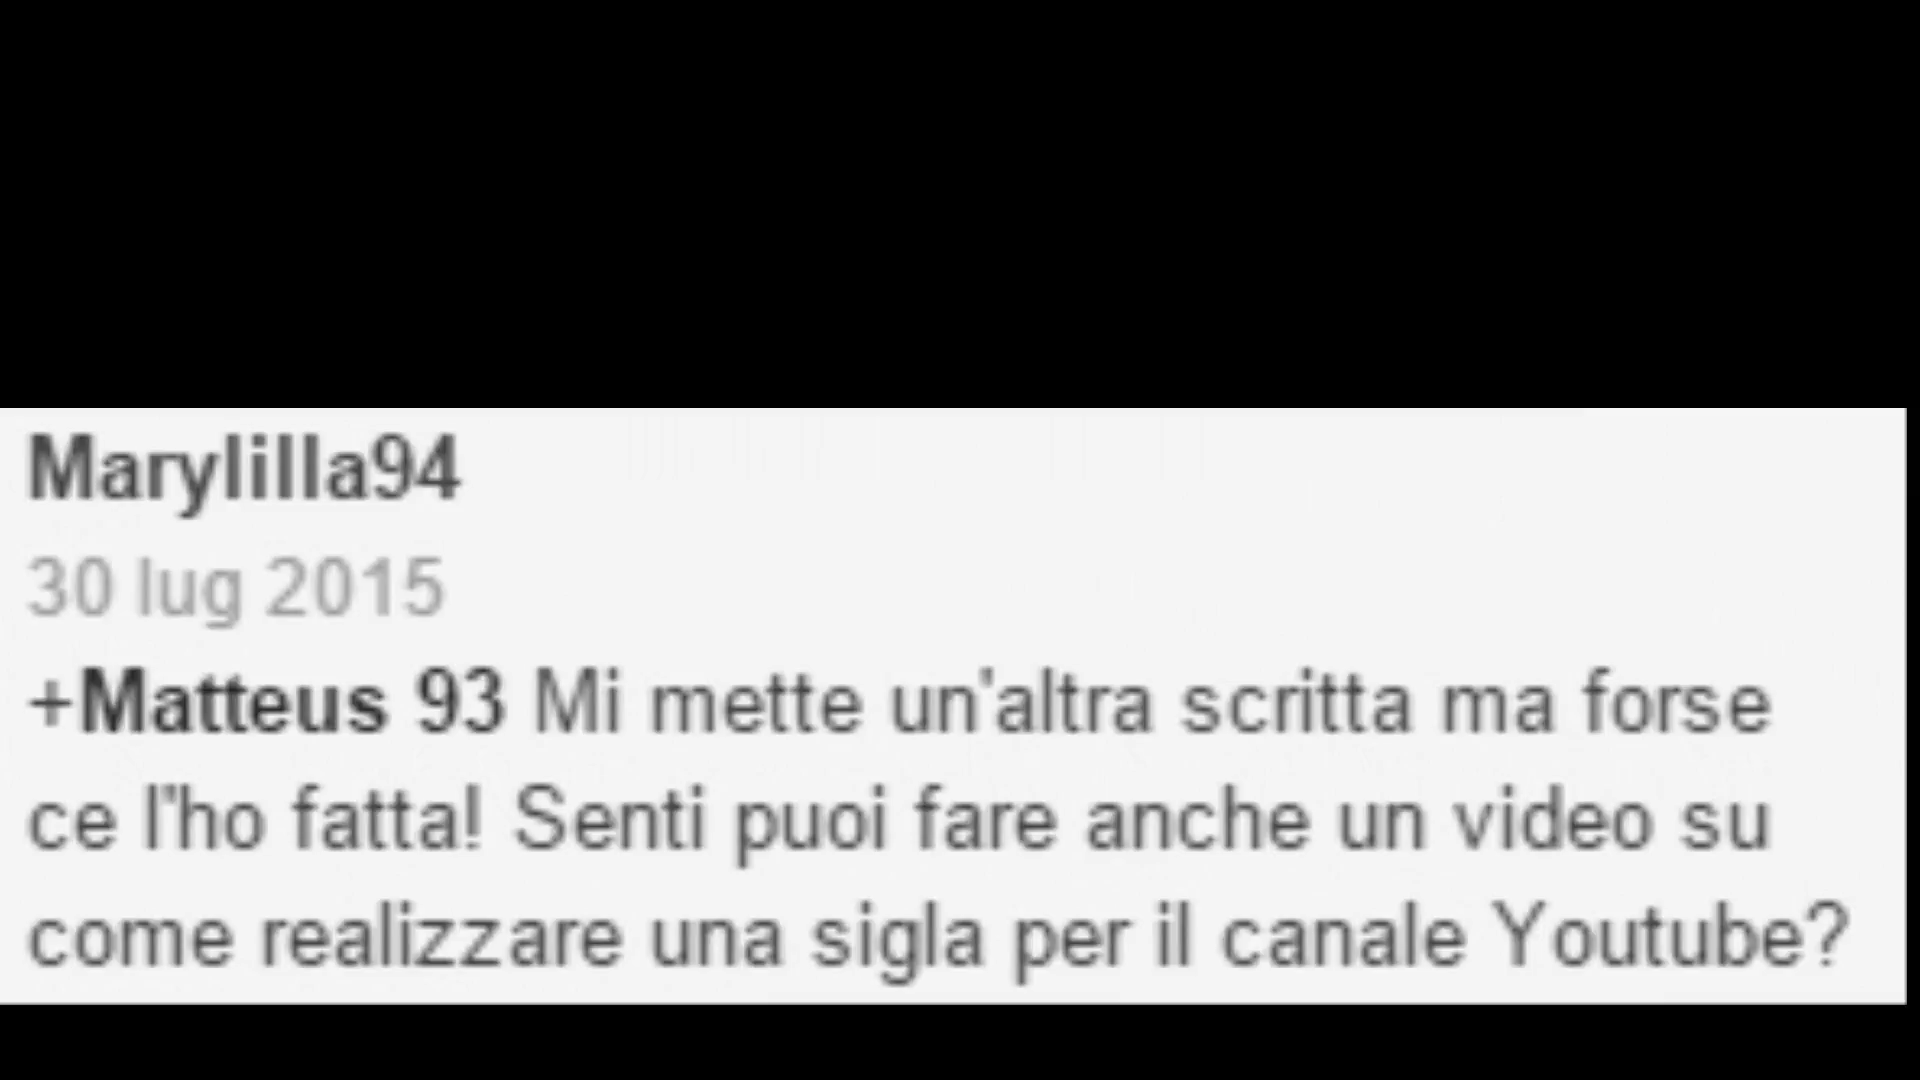 Marylilla94
30 lug 2015
+Matteus 93 Mi mette un'altra scritta ma forse
ce l'ho fatta! Senti puoi fare anche un video su
come realizzare una sigla per il canale Youtube?